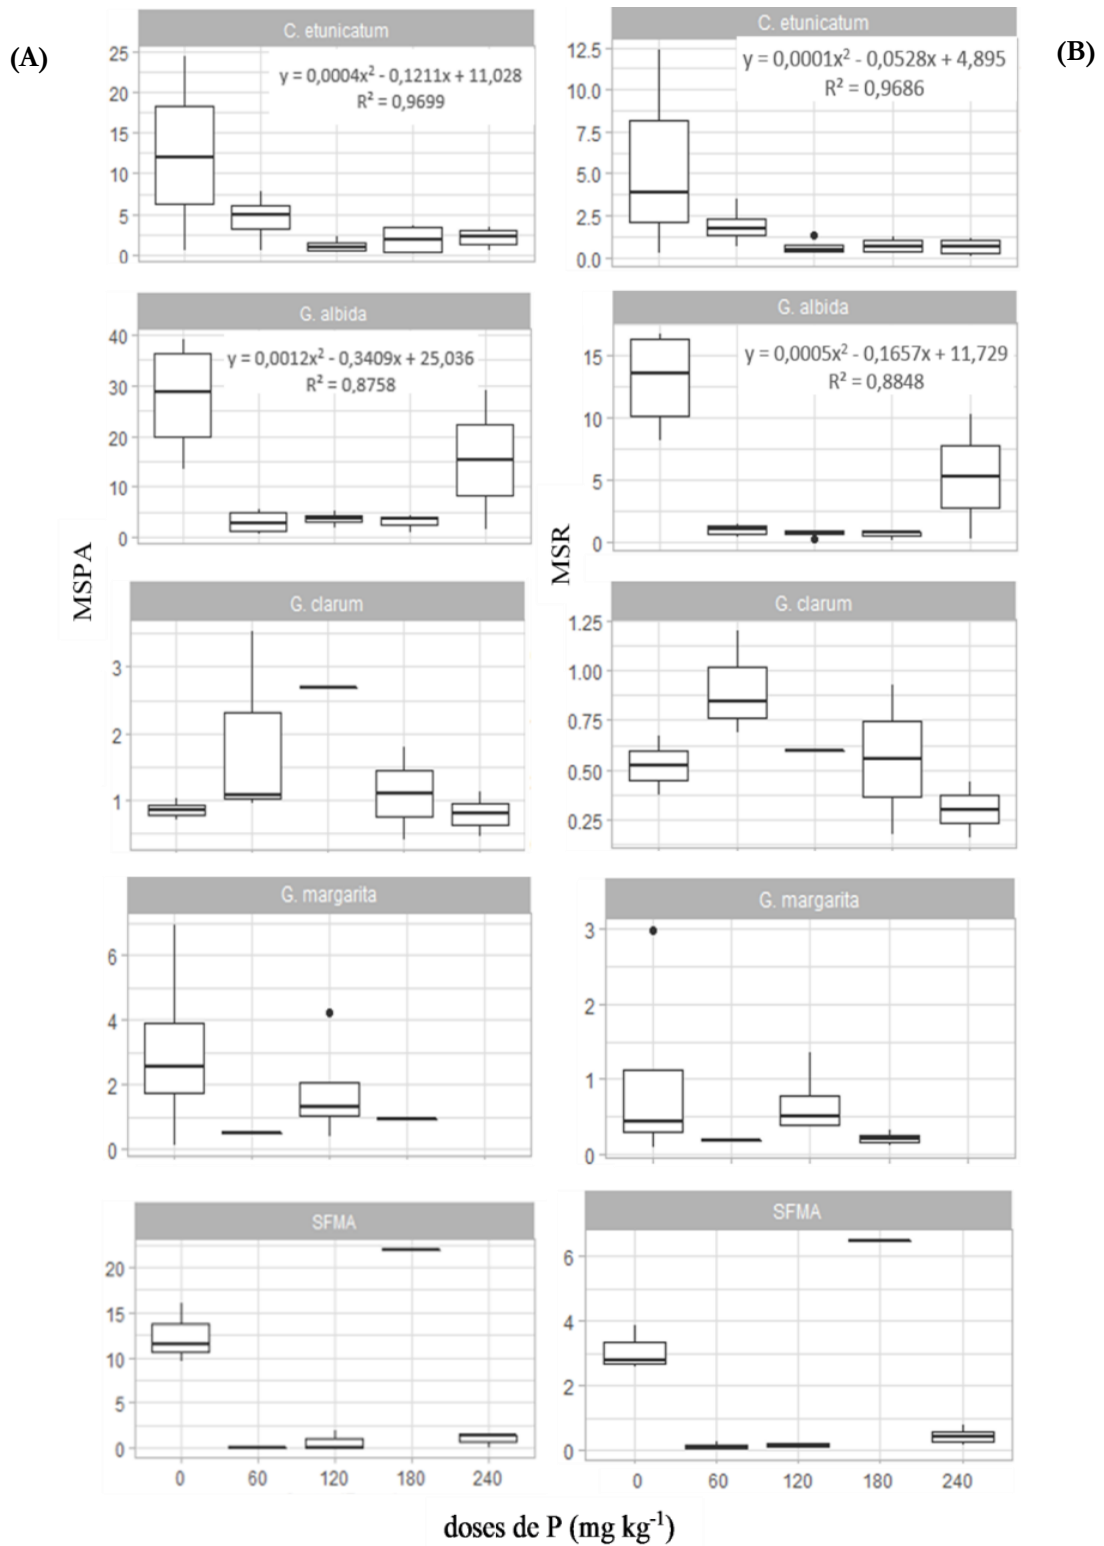 (A)
C. etunicatum
25
20
15
10
5
0
y = 0,0004x² - 0,1211x + 11,028
R² = 0,9699
G. albida
40
30
20
10
0
y = 0,0012x² - 0,3409x + 25,036
R² = 0,8758
MSPA
G. clarum
3
2
1
G. margarita
6
4
2
0
SFMA
20
15
10
5
0
0 60 120 180 240
(B)
C. etunicatum
12.5
10.0
7.5
5.0
2.5
0.0
y = 0,0001x² - 0,0528x + 4,895
R² = 0,9686
G. albida
15
10
5
0
y = 0,0005x² - 0,1657x + 11,729
R² = 0,8848
MSR
G. clarum
1.25
1.00
0.75
0.50
0.25
G. margarita
3
2
1
0
SFMA
6
4
2
0
0 60 120 180 240
doses de P (mg kg⁻¹)